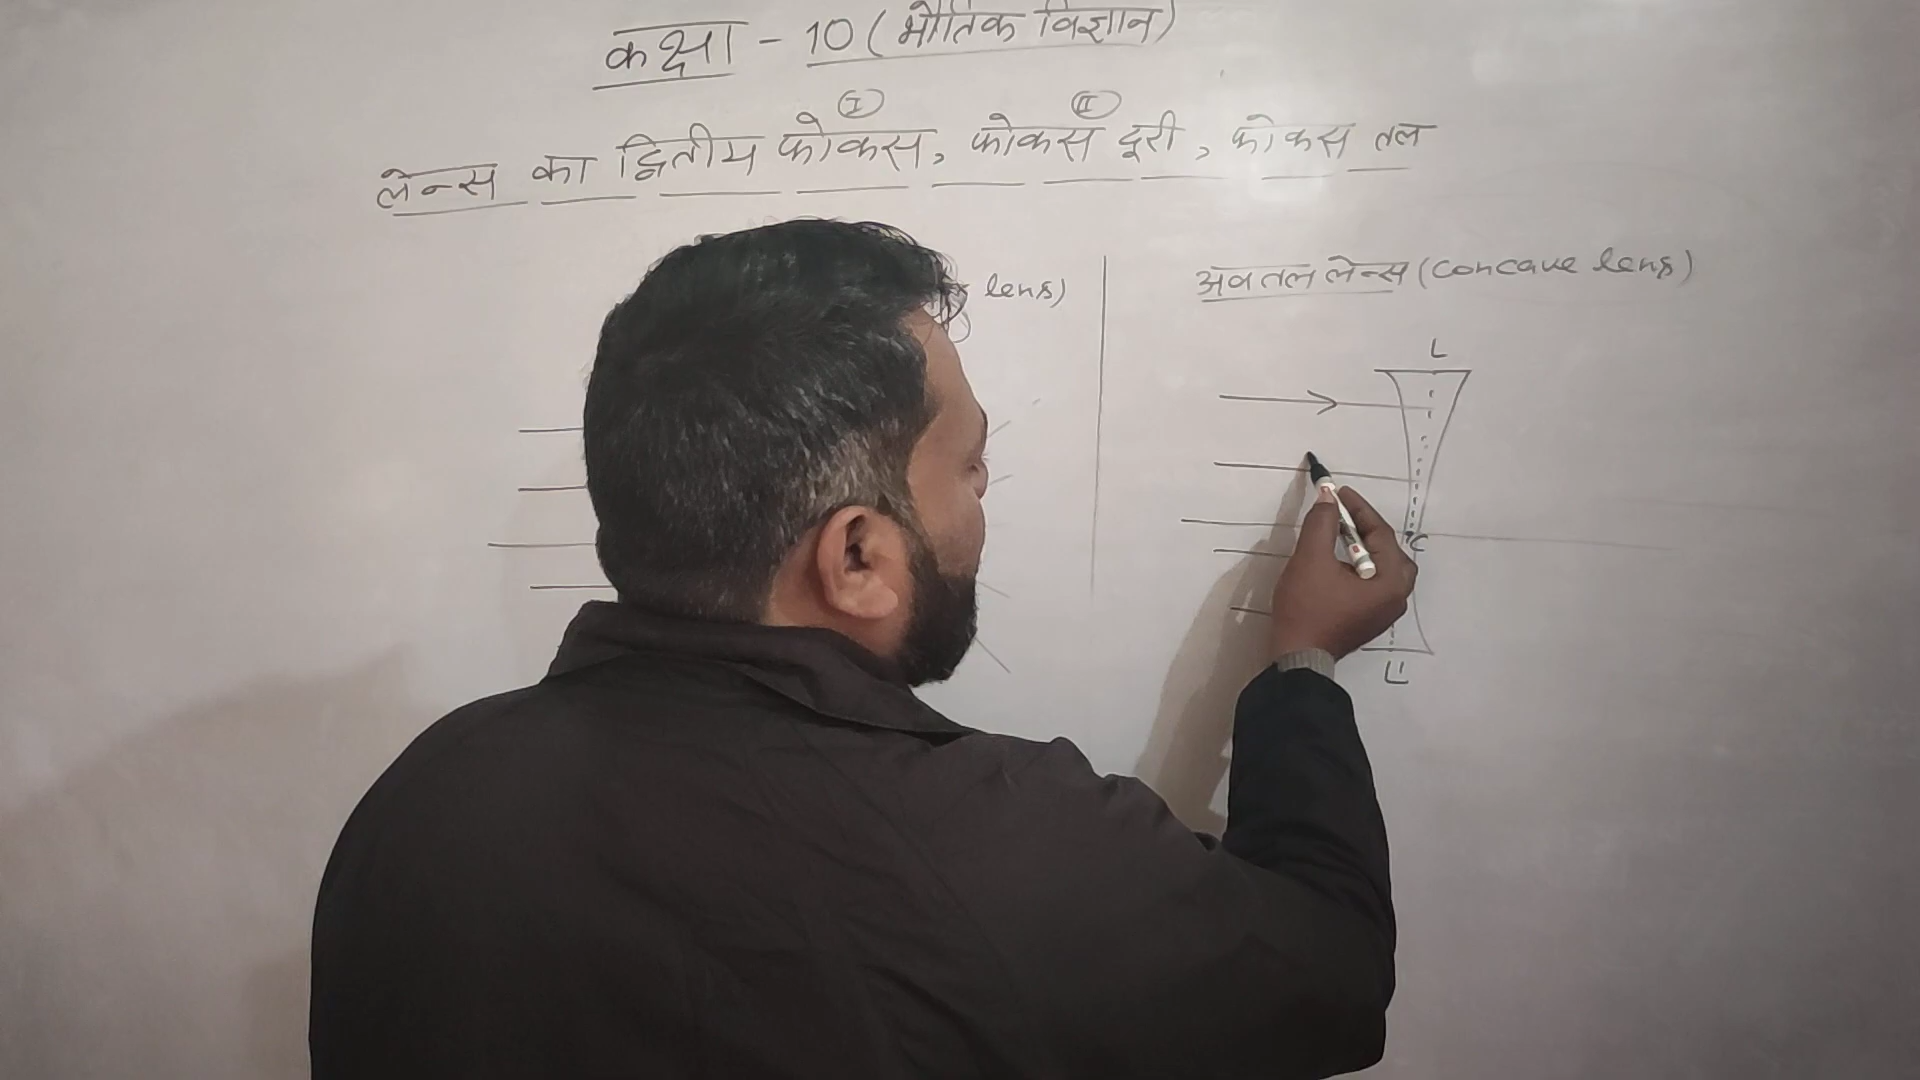 कक्षा - 10 (भौतिक विज्ञान)
I II
लेन्स का द्वितीय फोकस, फोकस दूरी, फोकस तल
lens)
अवतल लेन्स (concave lens)
L
C
L'